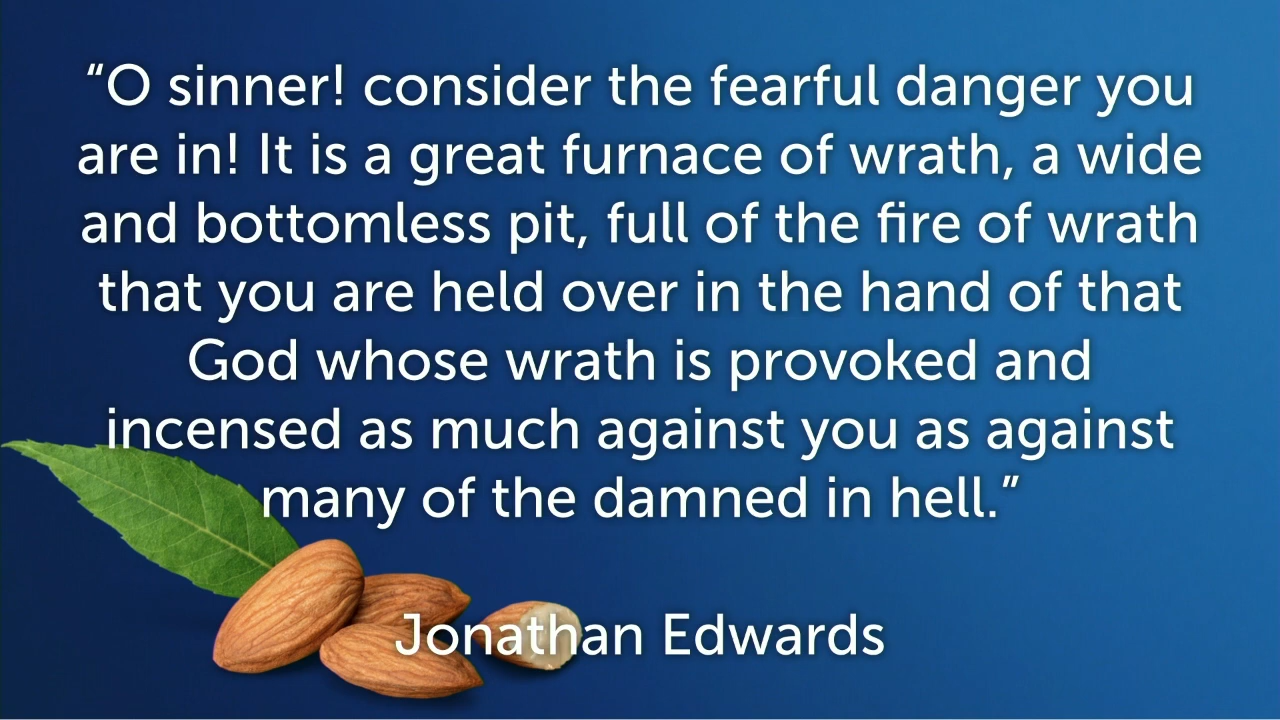 “O sinner! consider the fearful danger you
are in! It is a great furnace of wrath, a wide
and bottomless pit, full of the fire of wrath
that you are held over in the hand of that
God whose wrath is provoked and
incensed as much against you as against
many of the damned in hell.”
Jonathan Edwards